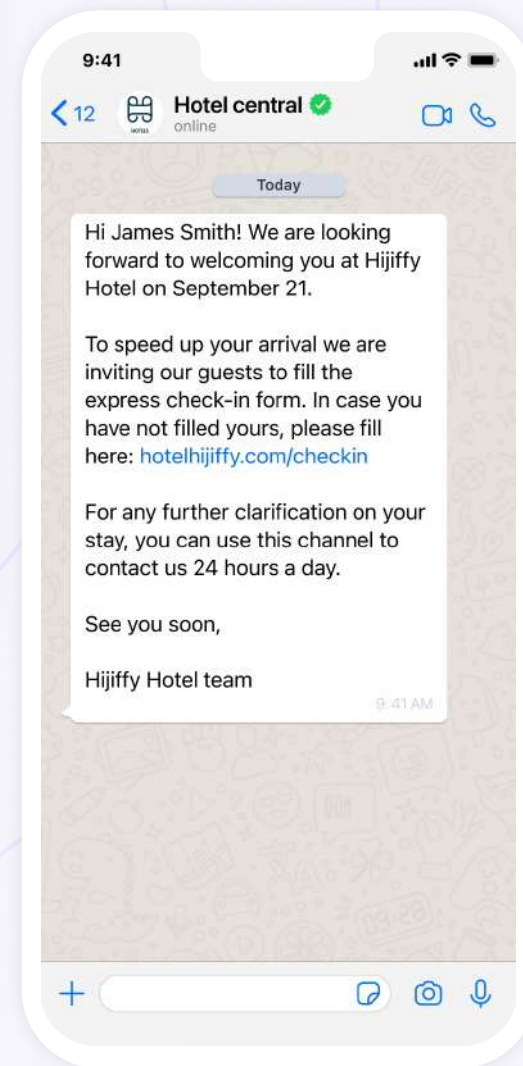 9:41
12
HOTELS
Hotel central
online
Today
Hi James Smith! We are looking
forward to welcoming you at Hijiffy
Hotel on September 21.
To speed up your arrival we are
inviting our guests to fill the
express check-in form. In case you
have not filled yours, please fill
here: hotelhijiffy.com/checkin
For any further clarification on your
stay, you can use this channel to
contact us 24 hours a day.
See you soon,
Hijiffy Hotel team
9.41 AM